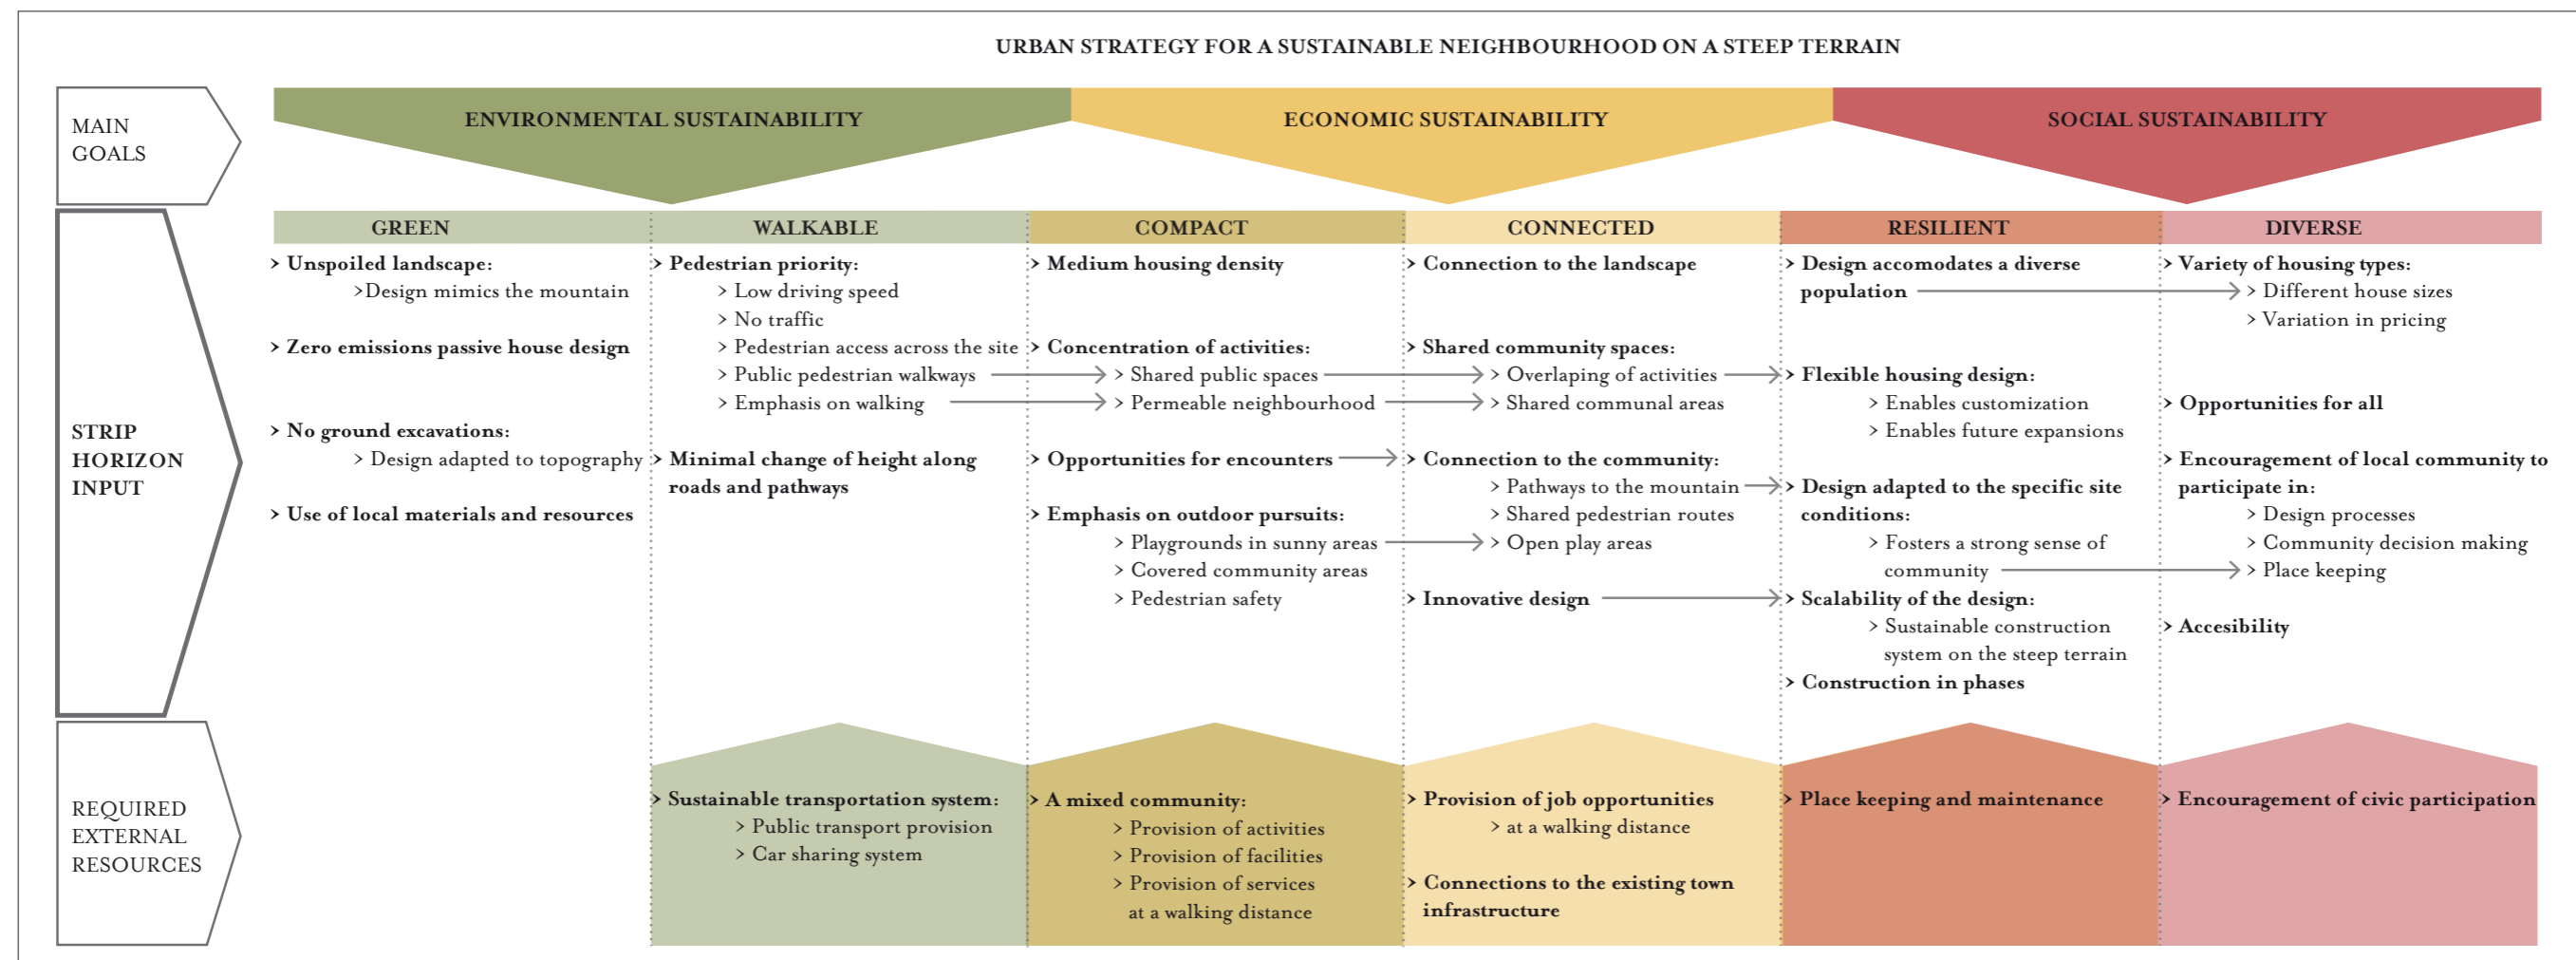 URBAN STRATEGY FOR A SUSTAINABLE NEIGHBOURHOOD ON A STEEP TERRAIN
MAIN
GOALS
ENVIRONMENTAL SUSTAINABILITY
ECONOMIC SUSTAINABILITY
SOCIAL SUSTAINABILITY
STRIP
HORIZON
INPUT
GREEN
> Unspoiled landscape:
>Design mimics the mountain
> Zero emissions passive house design
> No ground excavations:
> Design adapted to topography
> Use of local materials and resources
WALKABLE
> Pedestrian priority:
> Low driving speed
> No traffic
> Pedestrian access across the site
> Public pedestrian walkways
> Emphasis on walking
> Minimal change of height along
roads and pathways
COMPACT
> Medium housing density
> Concentration of activities:
> Shared public spaces
> Permeable neighbourhood
> Opportunities for encounters
> Emphasis on outdoor pursuits:
> Playgrounds in sunny areas
> Covered community areas
> Pedestrian safety
CONNECTED
> Connection to the landscape
> Shared community spaces:
> Overlaping of activities
> Shared communal areas
> Connection to the community:
> Pathways to the mountain
> Shared pedestrian routes
> Open play areas
> Innovative design
RESILIENT
> Design accomodates a diverse
population
> Flexible housing design:
> Enables customization
> Enables future expansions
> Design adapted to the specific site
conditions:
> Fosters a strong sense of
community
> Scalability of the design:
> Sustainable construction
system on the steep terrain
> Construction in phases
DIVERSE
> Variety of housing types:
> Different house sizes
> Variation in pricing
> Opportunities for all
> Encouragement of local community to
participate in:
> Design processes
> Community decision making
> Place keeping
> Accesibility
REQUIRED
EXTERNAL
RESOURCES
> Sustainable transportation system:
> Public transport provision
> Car sharing system
> A mixed community:
> Provision of activities
> Provision of facilities
> Provision of services
at a walking distance
> Provision of job opportunities
> at a walking distance
> Connections to the existing town
infrastructure
> Place keeping and maintenance
> Encouragement of civic participation